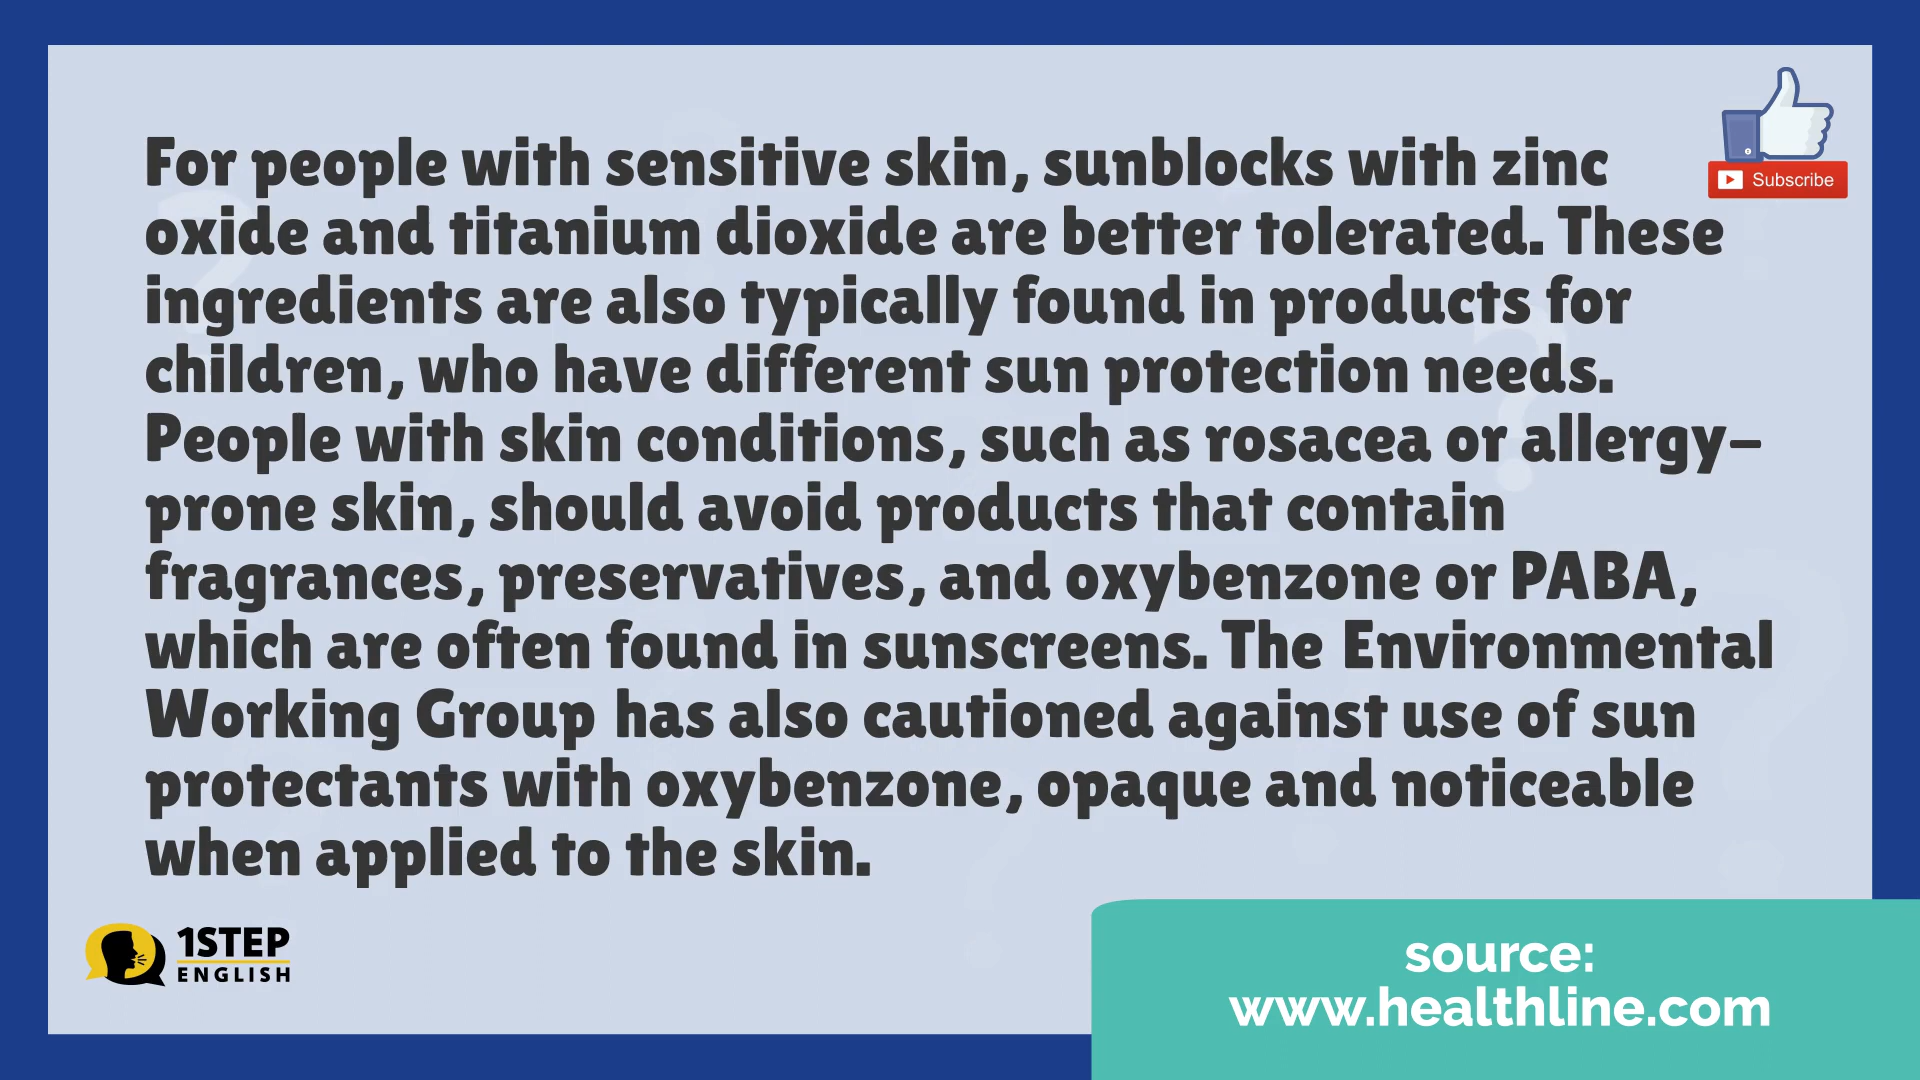 For people with sensitive skin, sunblocks with zinc
oxide and titanium dioxide are better tolerated. These
ingredients are also typically found in products for
children, who have different sun protection needs.
People with skin conditions, such as rosacea or allergy-
prone skin, should avoid products that contain
fragrances, preservatives, and oxybenzone or PABA,
which are often found in sunscreens. The Environmental
Working Group has also cautioned against use of sun
protectants with oxybenzone, opaque and noticeable
when applied to the skin.
Subscribe
1STEP
ENGLISH
source:
www.healthline.com